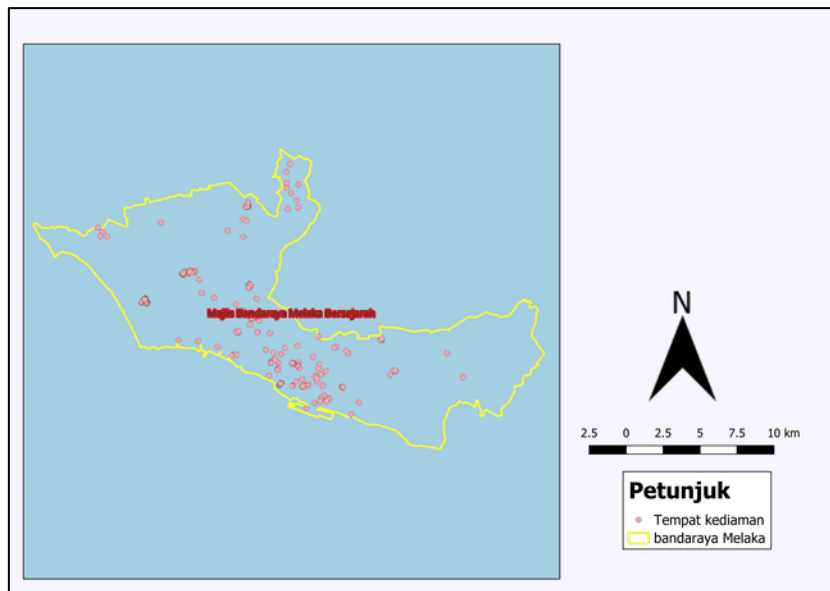 Majlis Bandaraya Melaka Bersejarah
N
2.5 0 2.5 5 7.5 10 km
Petunjuk
Tempat kediaman
bandaraya Melaka